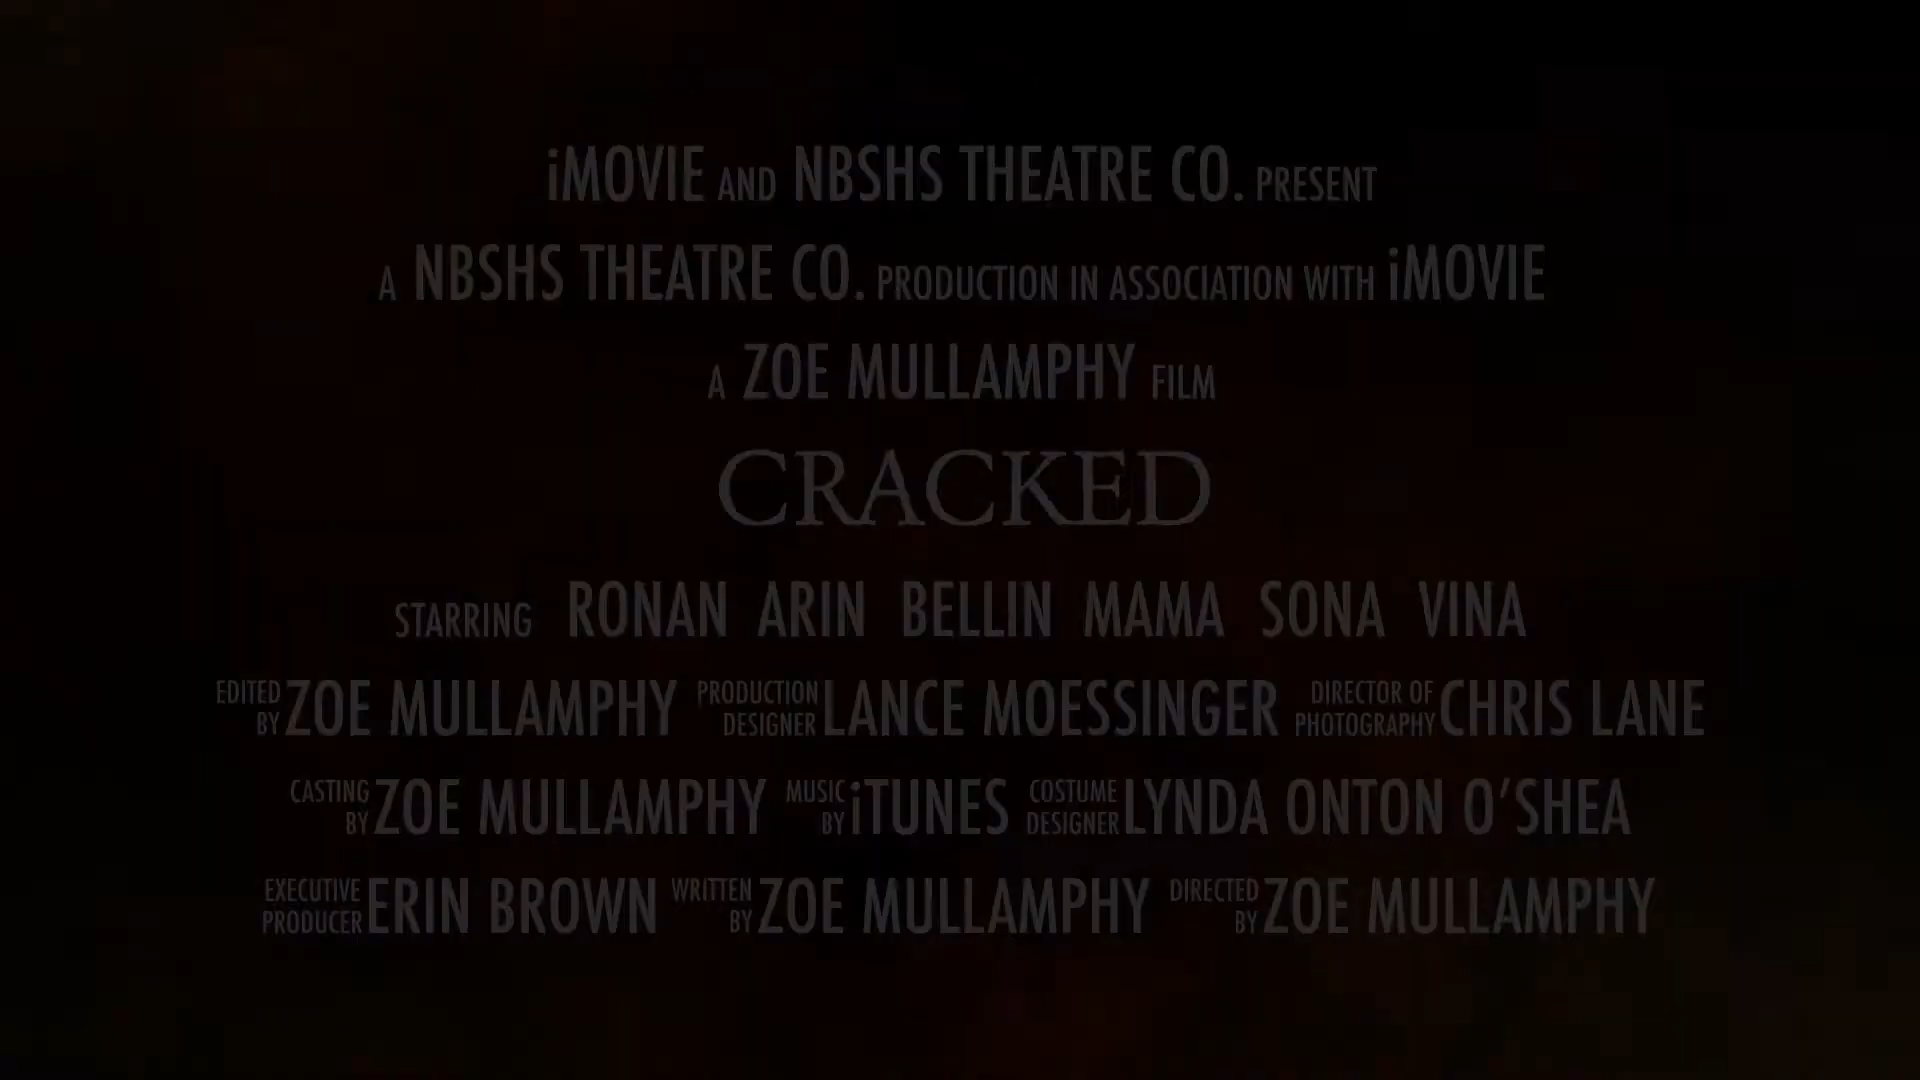 iMOVIE AND NBSHS THEATRE CO. PRESENT
A NBSHS THEATRE CO. PRODUCTION IN ASSOCIATION WITH iMOVIE
A ZOE MULLAMPHY FILM
CRACKED
STARRING RONAN ARIN BELLIN MAMA SONA VINA
EDITED BY ZOE MULLAMPHY PRODUCTION DESIGNER LANCE MOESSINGER DIRECTOR OF PHOTOGRAPHY CHRIS LANE
CASTING BY ZOE MULLAMPHY MUSIC BY iTUNES COSTUME DESIGNER LYNDA ONTON O'SHEA
EXECUTIVE PRODUCER ERIN BROWN WRITTEN BY ZOE MULLAMPHY DIRECTED BY ZOE MULLAMPHY